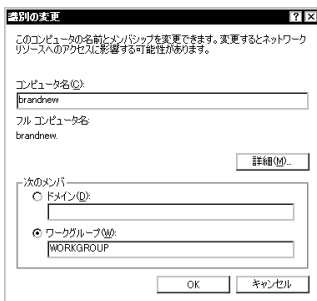 識別の変更
このコンピュータの名前とメンバシップを変更できます。変更するとネットワーク
リソースへのアクセスに影響する可能性があります。
コンピュータ名(C):
brandnew
フル コンピュータ名:
brandnew.
詳細(M)...
次のメンバ
ドメイン(D):
ワークグループ(W):
WORKGROUP
OK
キャンセル